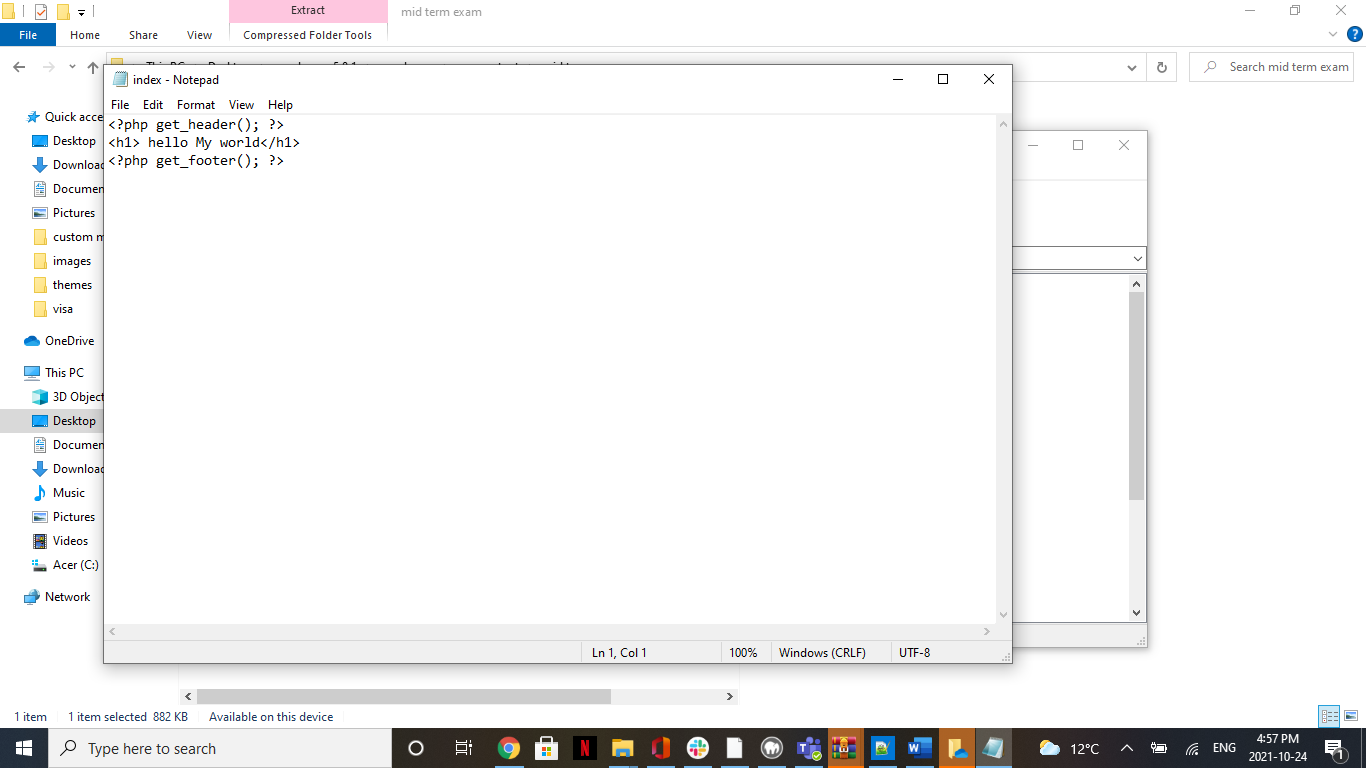 Extract
mid term exam
File
Home
Share
View
Compressed Folder Tools
Search mid term exam
index - Notepad
File Edit Format View Help
<?php get_header(); ?>
<h1> hello My world</h1>
<?php get_footer(); ?>
Quick acce
Desktop
Downloac
Documen
Pictures
custom m
images
themes
visa
OneDrive
This PC
3D Object
Desktop
Documen
Downloac
Music
Pictures
Videos
Acer (C:)
Network
Ln 1, Col 1
100%
Windows (CRLF)
UTF-8
1 item
1 item selected 882 KB
Available on this device
Type here to search
12°C
ENG
4:57 PM
2021-10-24
1